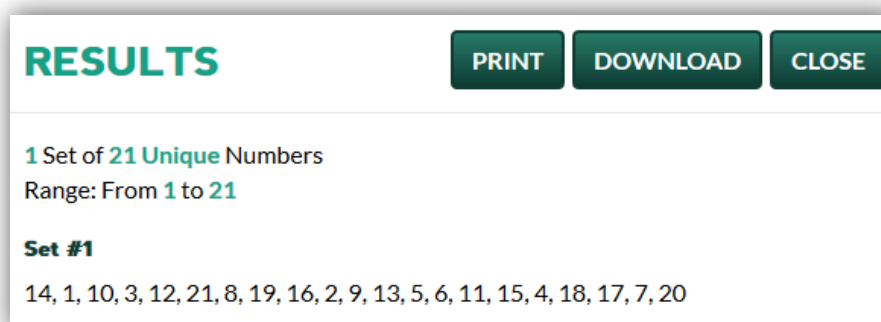 RESULTS
PRINT
DOWNLOAD
CLOSE
1 Set of 21 Unique Numbers
Range: From 1 to 21
Set #1
14, 1, 10, 3, 12, 21, 8, 19, 16, 2, 9, 13, 5, 6, 11, 15, 4, 18, 17, 7, 20